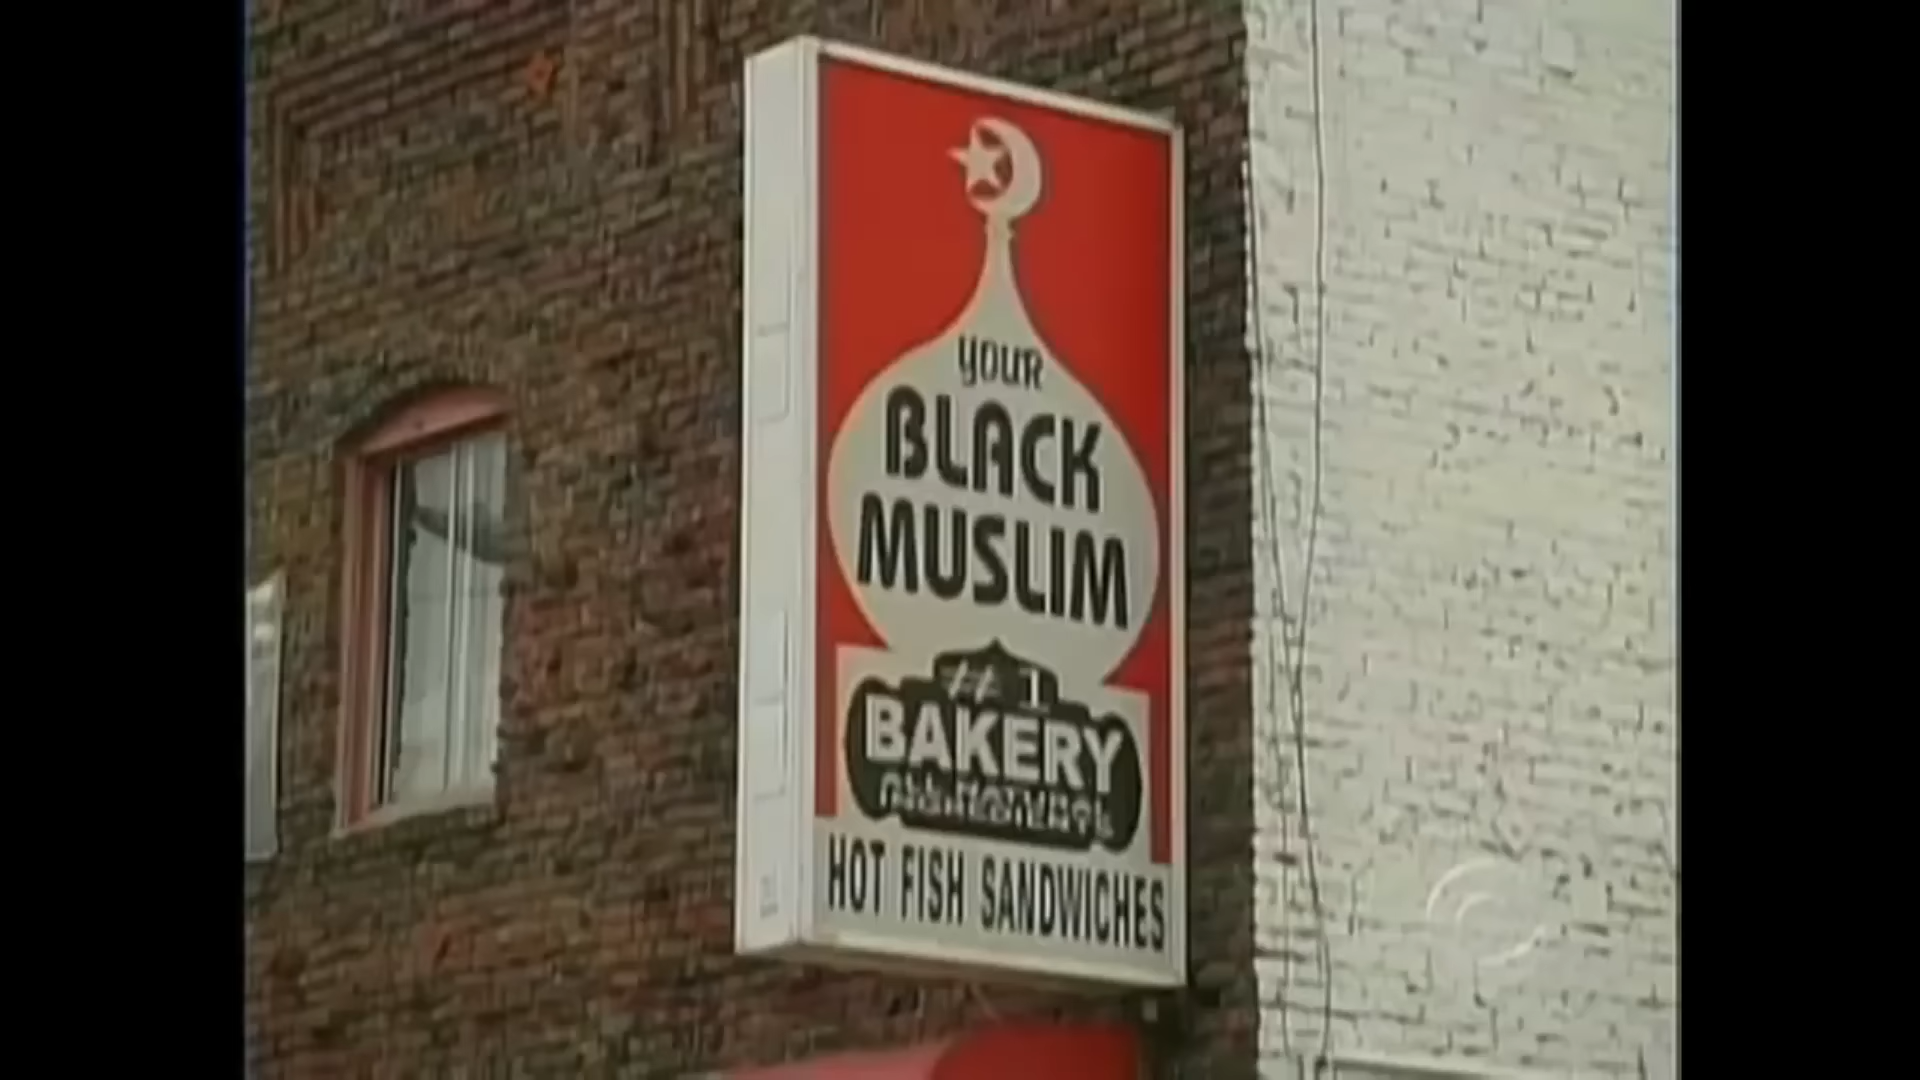 YOUR
BLACK
MUSLIM
# 1
BAKERY
HOT FISH SANDWICHES